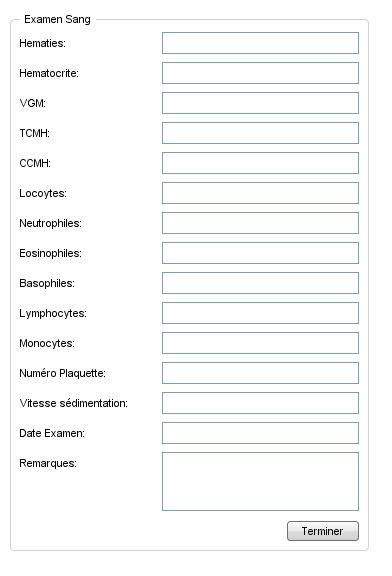 Examen Sang
Hematies:
Hematocrite:
VGM:
TCMH:
CCMH:
Locoytes:
Neutrophiles:
Eosinophiles:
Basophiles:
Lymphocytes:
Monocytes:
Numéro Plaquette:
Vitesse sédimentation:
Date Examen:
Remarques:
Terminer